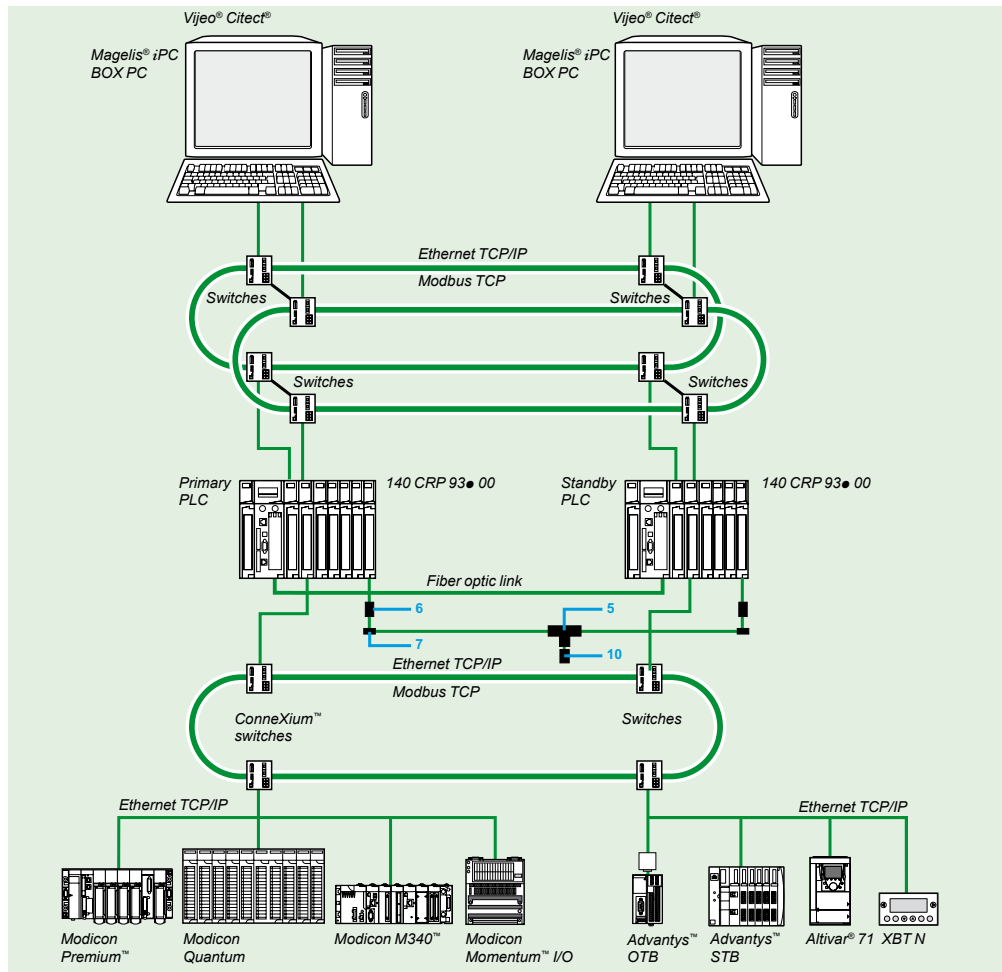 Vijeo® Citect®
Vijeo® Citect®
Magelis® iPC
BOX PC
Magelis® iPC
BOX PC
Ethernet TCP/IP
Modbus TCP
Switches
Switches
Switches
Switches
Primary
PLC
140 CRP 93● 00
Standby
PLC
140 CRP 93● 00
Fiber optic link
6
5
7
10
Ethernet TCP/IP
Modbus TCP
ConneXium™
switches
Switches
Ethernet TCP/IP
Ethernet TCP/IP
Modicon
Premium™
Modicon
Quantum
Modicon M340™
Modicon
Momentum™ I/O
Advantys™
OTB
Advantys™
STB
Altivar® 71
XBT N